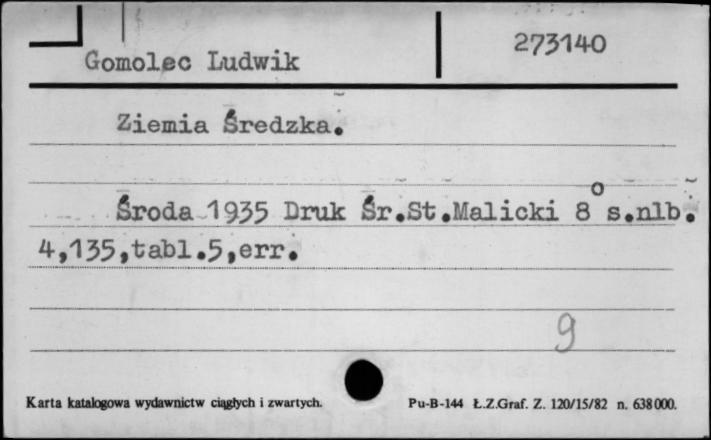 273140
Gomolec Ludwik
Ziemia Średzka.
Środa 1935 Druk Śr.St.Malicki 8° s.nlb.
4,135,tabl.5,err.
9
Karta katalogowa wydawnictw ciągłych i zwartych.
Pu-B-144 Ł.Z.Graf. Z. 120/15/82 n. 638000.